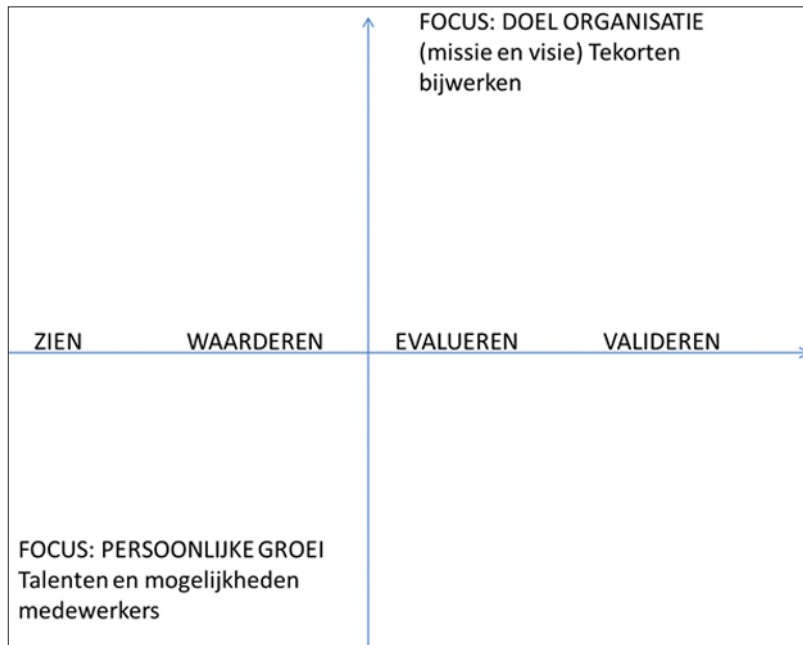 FOCUS: DOEL ORGANISATIE
(missie en visie) Tekorten
bijwerken
ZIEN WAARDEREN EVALUEREN VALIDEREN
FOCUS: PERSOONLIJKE GROEI
Talenten en mogelijkheden
medewerkers